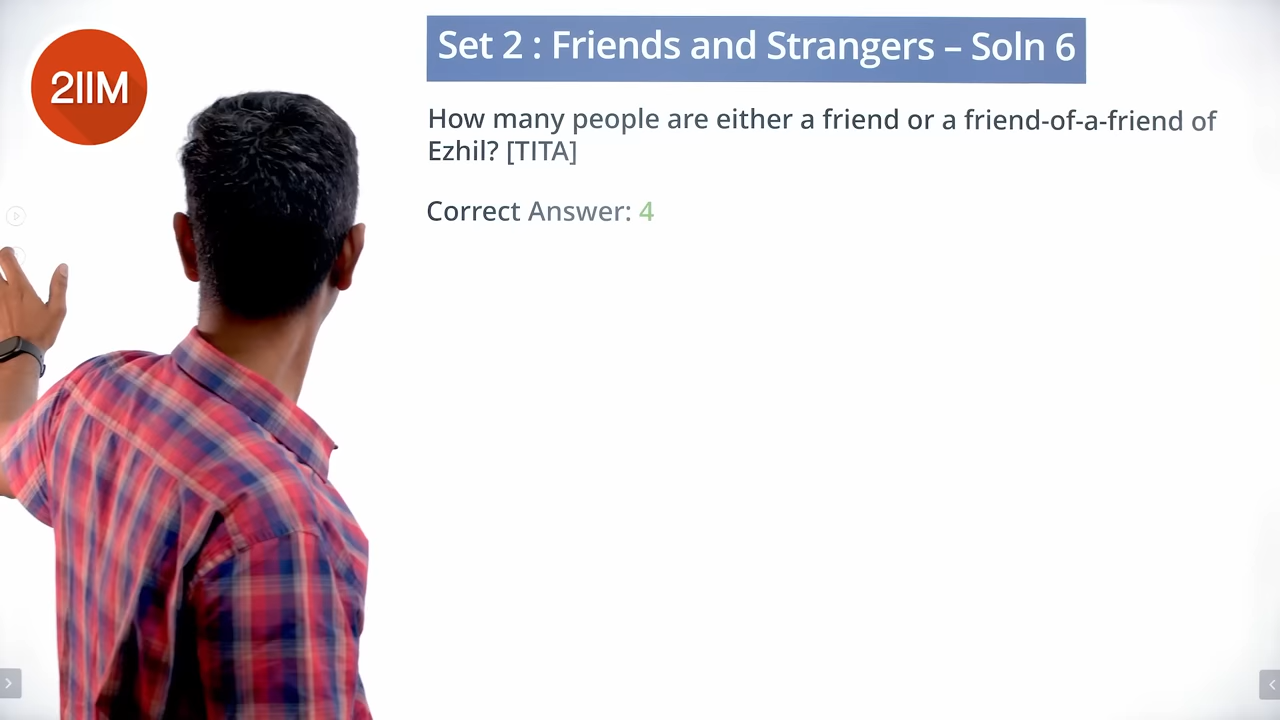 2IIM
Set 2 : Friends and Strangers – Soln 6
How many people are either a friend or a friend-of-a-friend of
Ezhil? [TITA]
Correct Answer: 4